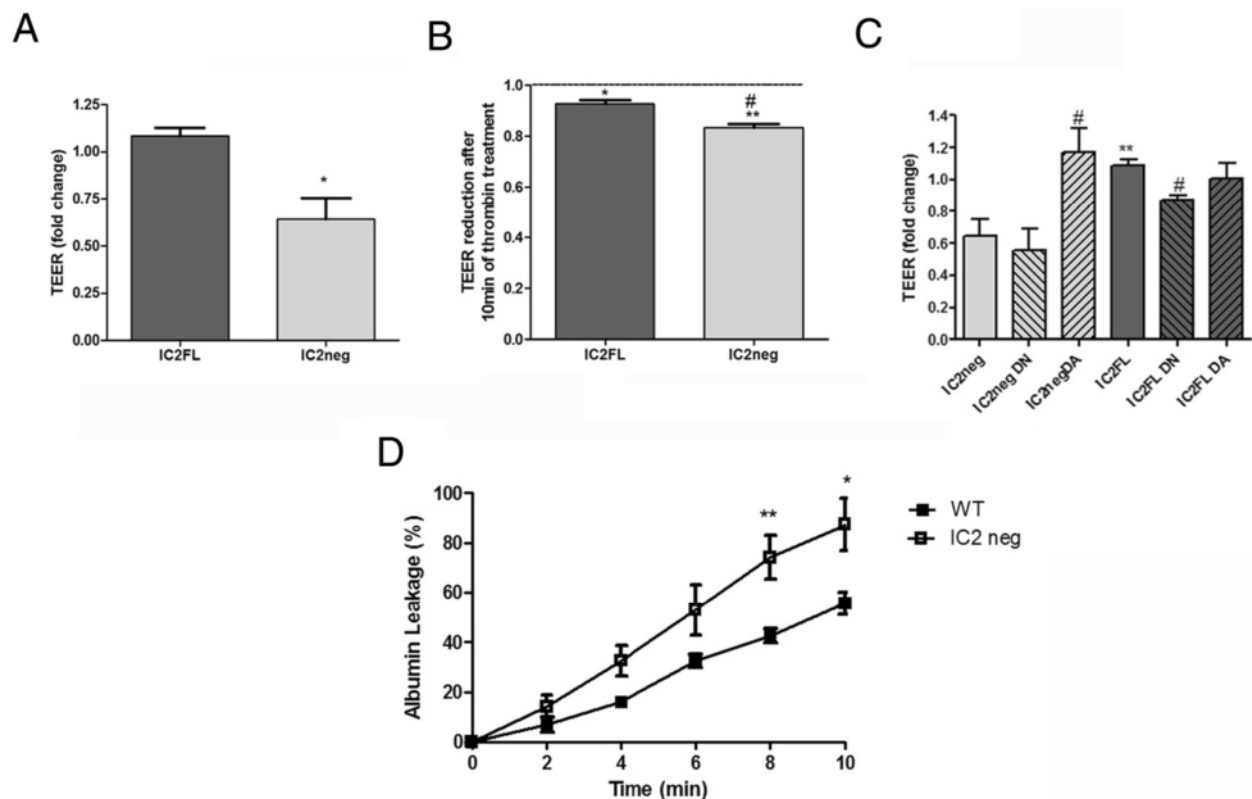 A
TEER (fold change)
1.25
1.00
0.75
0.50
0.25
0.00
*
IC2FL
IC2neg
B
TEER reduction after
10min of thrombin treatment
1.0
0.8
0.6
0.4
0.2
0.0
*
#
**
IC2FL
IC2neg
C
TEER (fold change)
1.4
1.2
1.0
0.8
0.6
0.4
0.2
0.0
#
**
#
IC2neg
IC2neg DN
IC2negDA
IC2FL
IC2FL DN
IC2FL DA
D
Albumin Leakage (%)
100
80
60
40
20
0
**
*
0 2 4 6 8 10
Time (min)
WT
IC2 neg